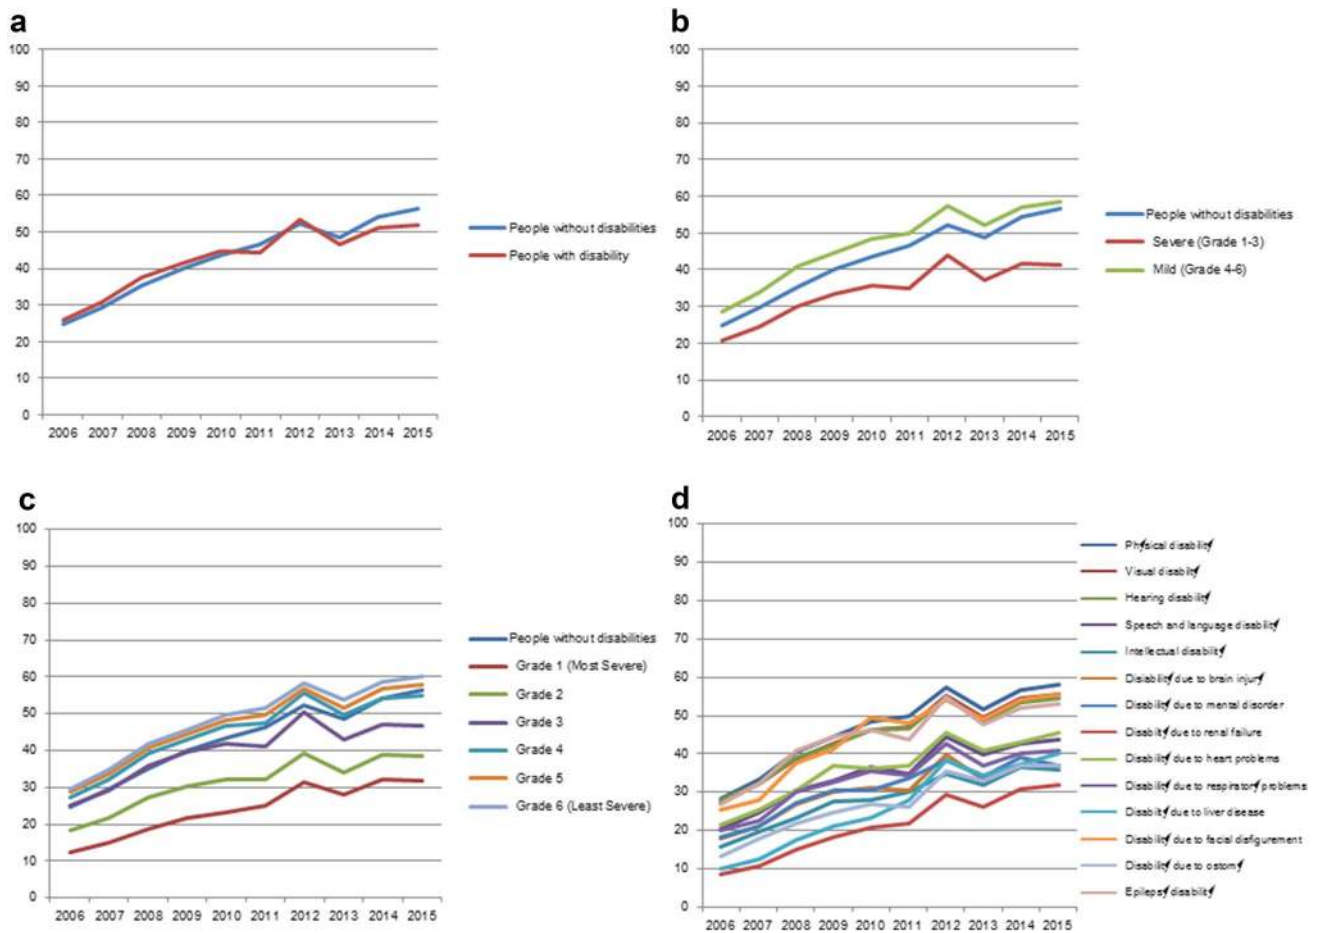 a
100
90
80
70
60
50
40
30
20
10
0
2006 2007 2008 2009 2010 2011 2012 2013 2014 2015
People without disabilities
People with disability
b
100
90
80
70
60
50
40
30
20
10
0
2006 2007 2008 2009 2010 2011 2012 2013 2014 2015
People without disabilities
Severe (Grade 1-3)
Mild (Grade 4-6)
c
100
90
80
70
60
50
40
30
20
10
0
2006 2007 2008 2009 2010 2011 2012 2013 2014 2015
People without disabilities
Grade 1 (Most Severe)
Grade 2
Grade 3
Grade 4
Grade 5
Grade 6 (Least Severe)
d
100
90
80
70
60
50
40
30
20
10
0
2006 2007 2008 2009 2010 2011 2012 2013 2014 2015
Physical disability
Visual disability
Hearing disability
Speech and language disability
Intellectual disability
Disiability due to brain injury
Disability due to mental disorder
Disability due to renal failure
Disability due to heart problems
Disability due to respiratory problems
Disability due to liver disease
Disability due to facial disfigurement
Disability due to ostomy
Epilepsy disability